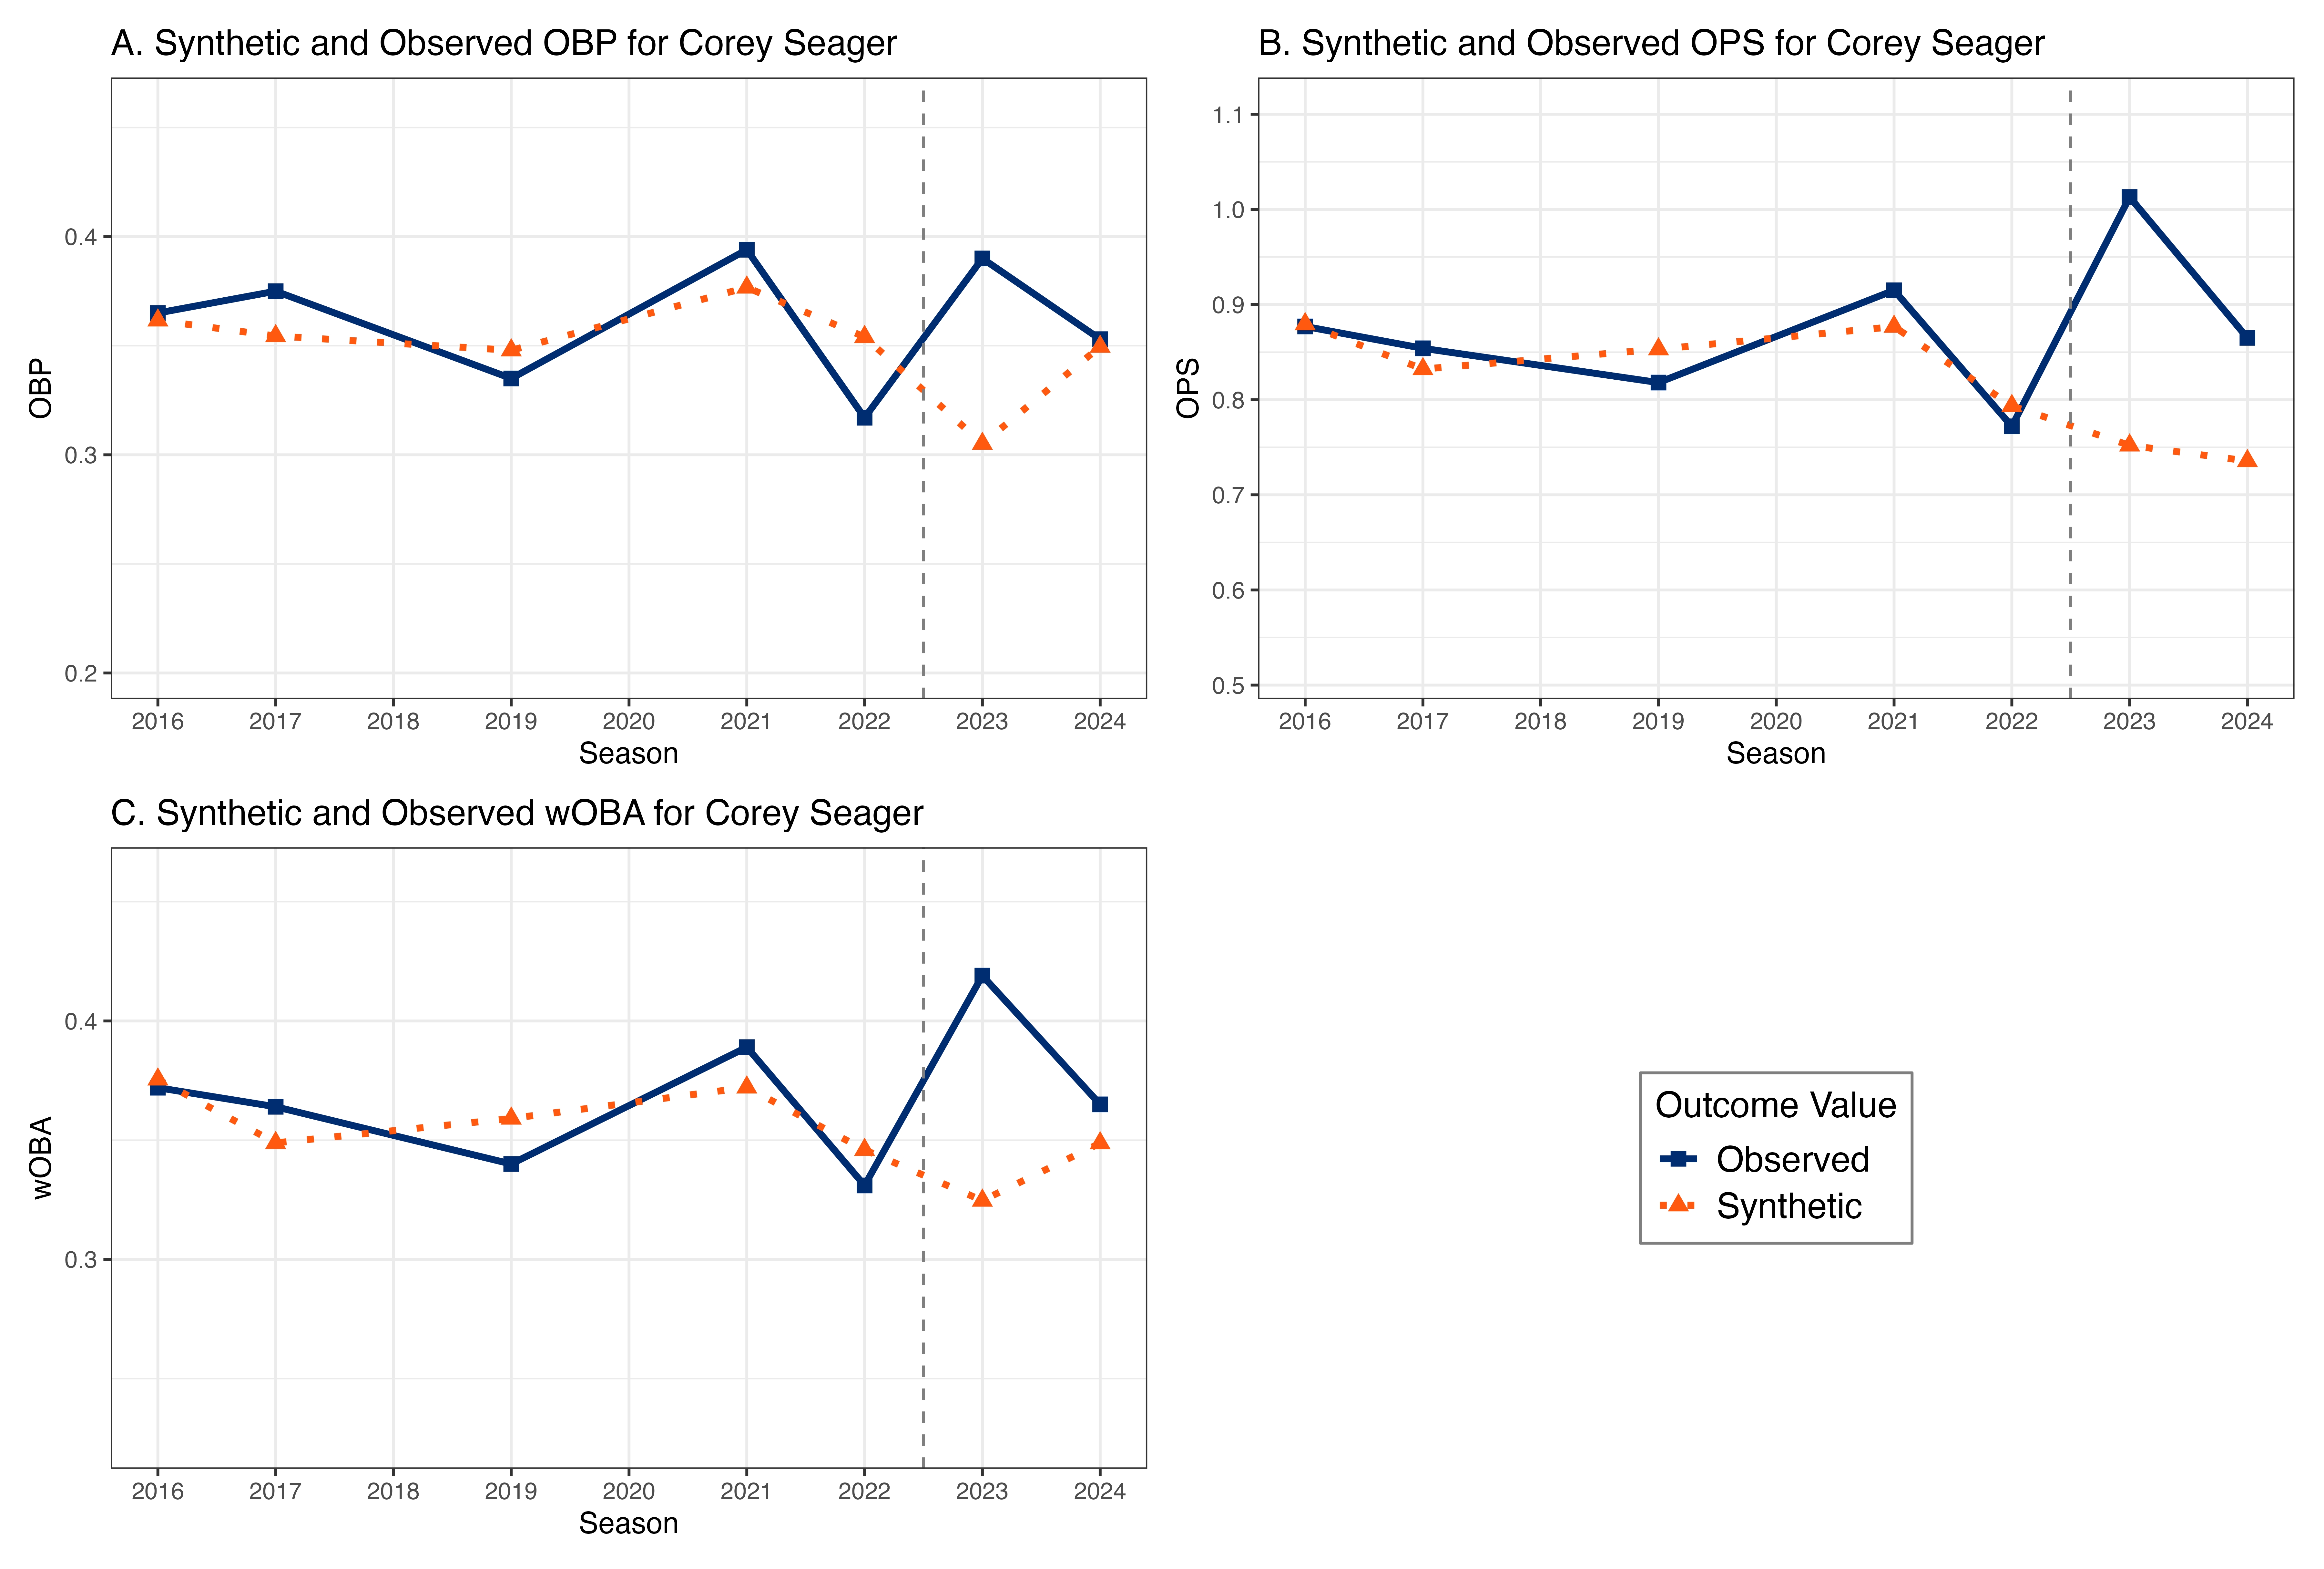 A. Synthetic and Observed OBP for Corey Seager
OBP
0.4
0.3
0.2
2016 2017 2018 2019 2020 2021 2022 2023 2024
Season
B. Synthetic and Observed OPS for Corey Seager
OPS
1.1
1.0
0.9
0.8
0.7
0.6
0.5
2016 2017 2018 2019 2020 2021 2022 2023 2024
Season
C. Synthetic and Observed wOBA for Corey Seager
wOBA
0.4
0.3
2016 2017 2018 2019 2020 2021 2022 2023 2024
Season
Outcome Value
Observed
Synthetic